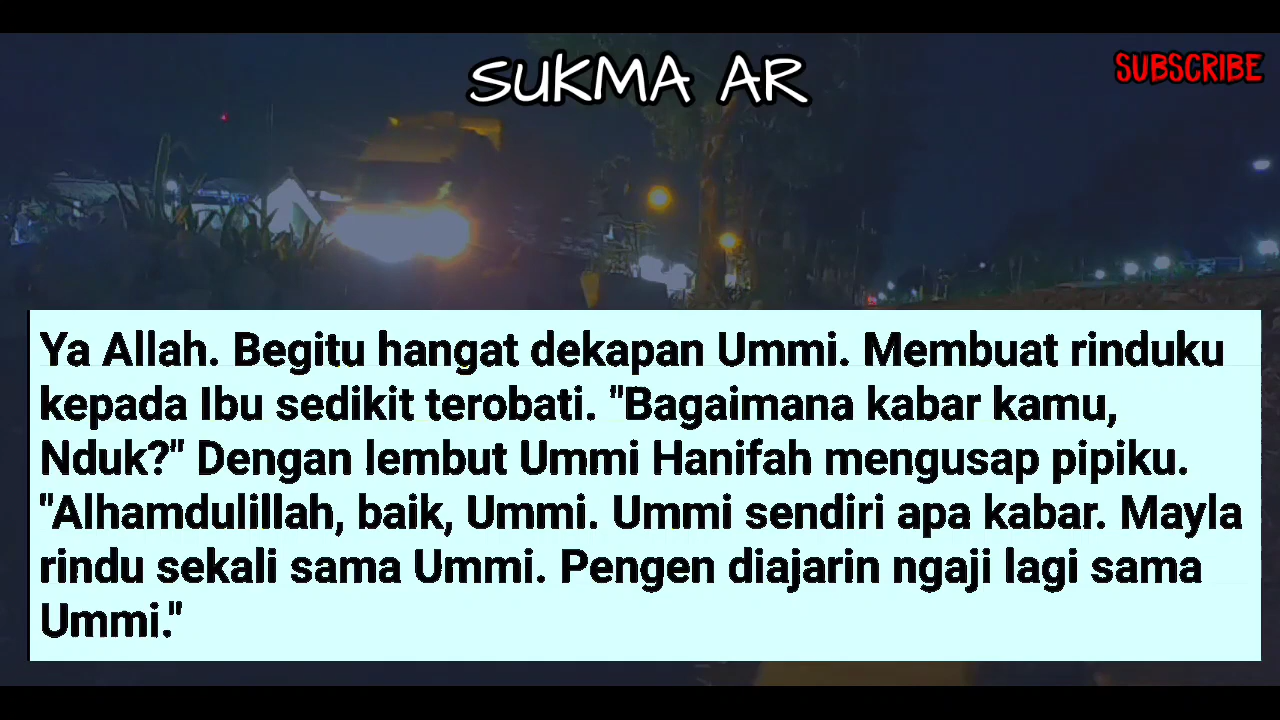 SUKMA AR
SUBSCRIBE
Ya Allah. Begitu hangat dekapan Ummi. Membuat rinduku
kepada Ibu sedikit terobati. "Bagaimana kabar kamu,
Nduk?" Dengan lembut Ummi Hanifah mengusap pipiku.
"Alhamdulillah, baik, Ummi. Ummi sendiri apa kabar. Mayla
rindu sekali sama Ummi. Pengen diajarin ngaji lagi sama
Ummi."